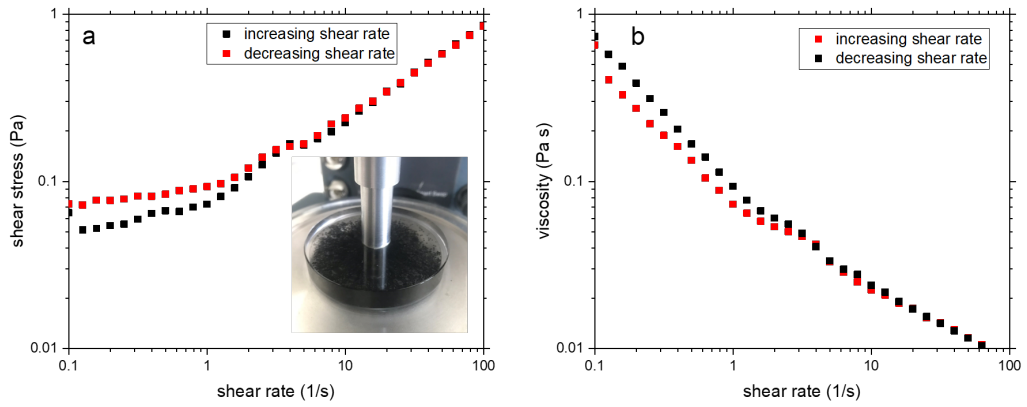 a
increasing shear rate
decreasing shear rate
1
0.1
0.01
shear stress (Pa)
0.1
1
10
100
shear rate (1/s)
b
increasing shear rate
decreasing shear rate
1
0.1
0.01
viscosity (Pa s)
0.1
1
10
100
shear rate (1/s)